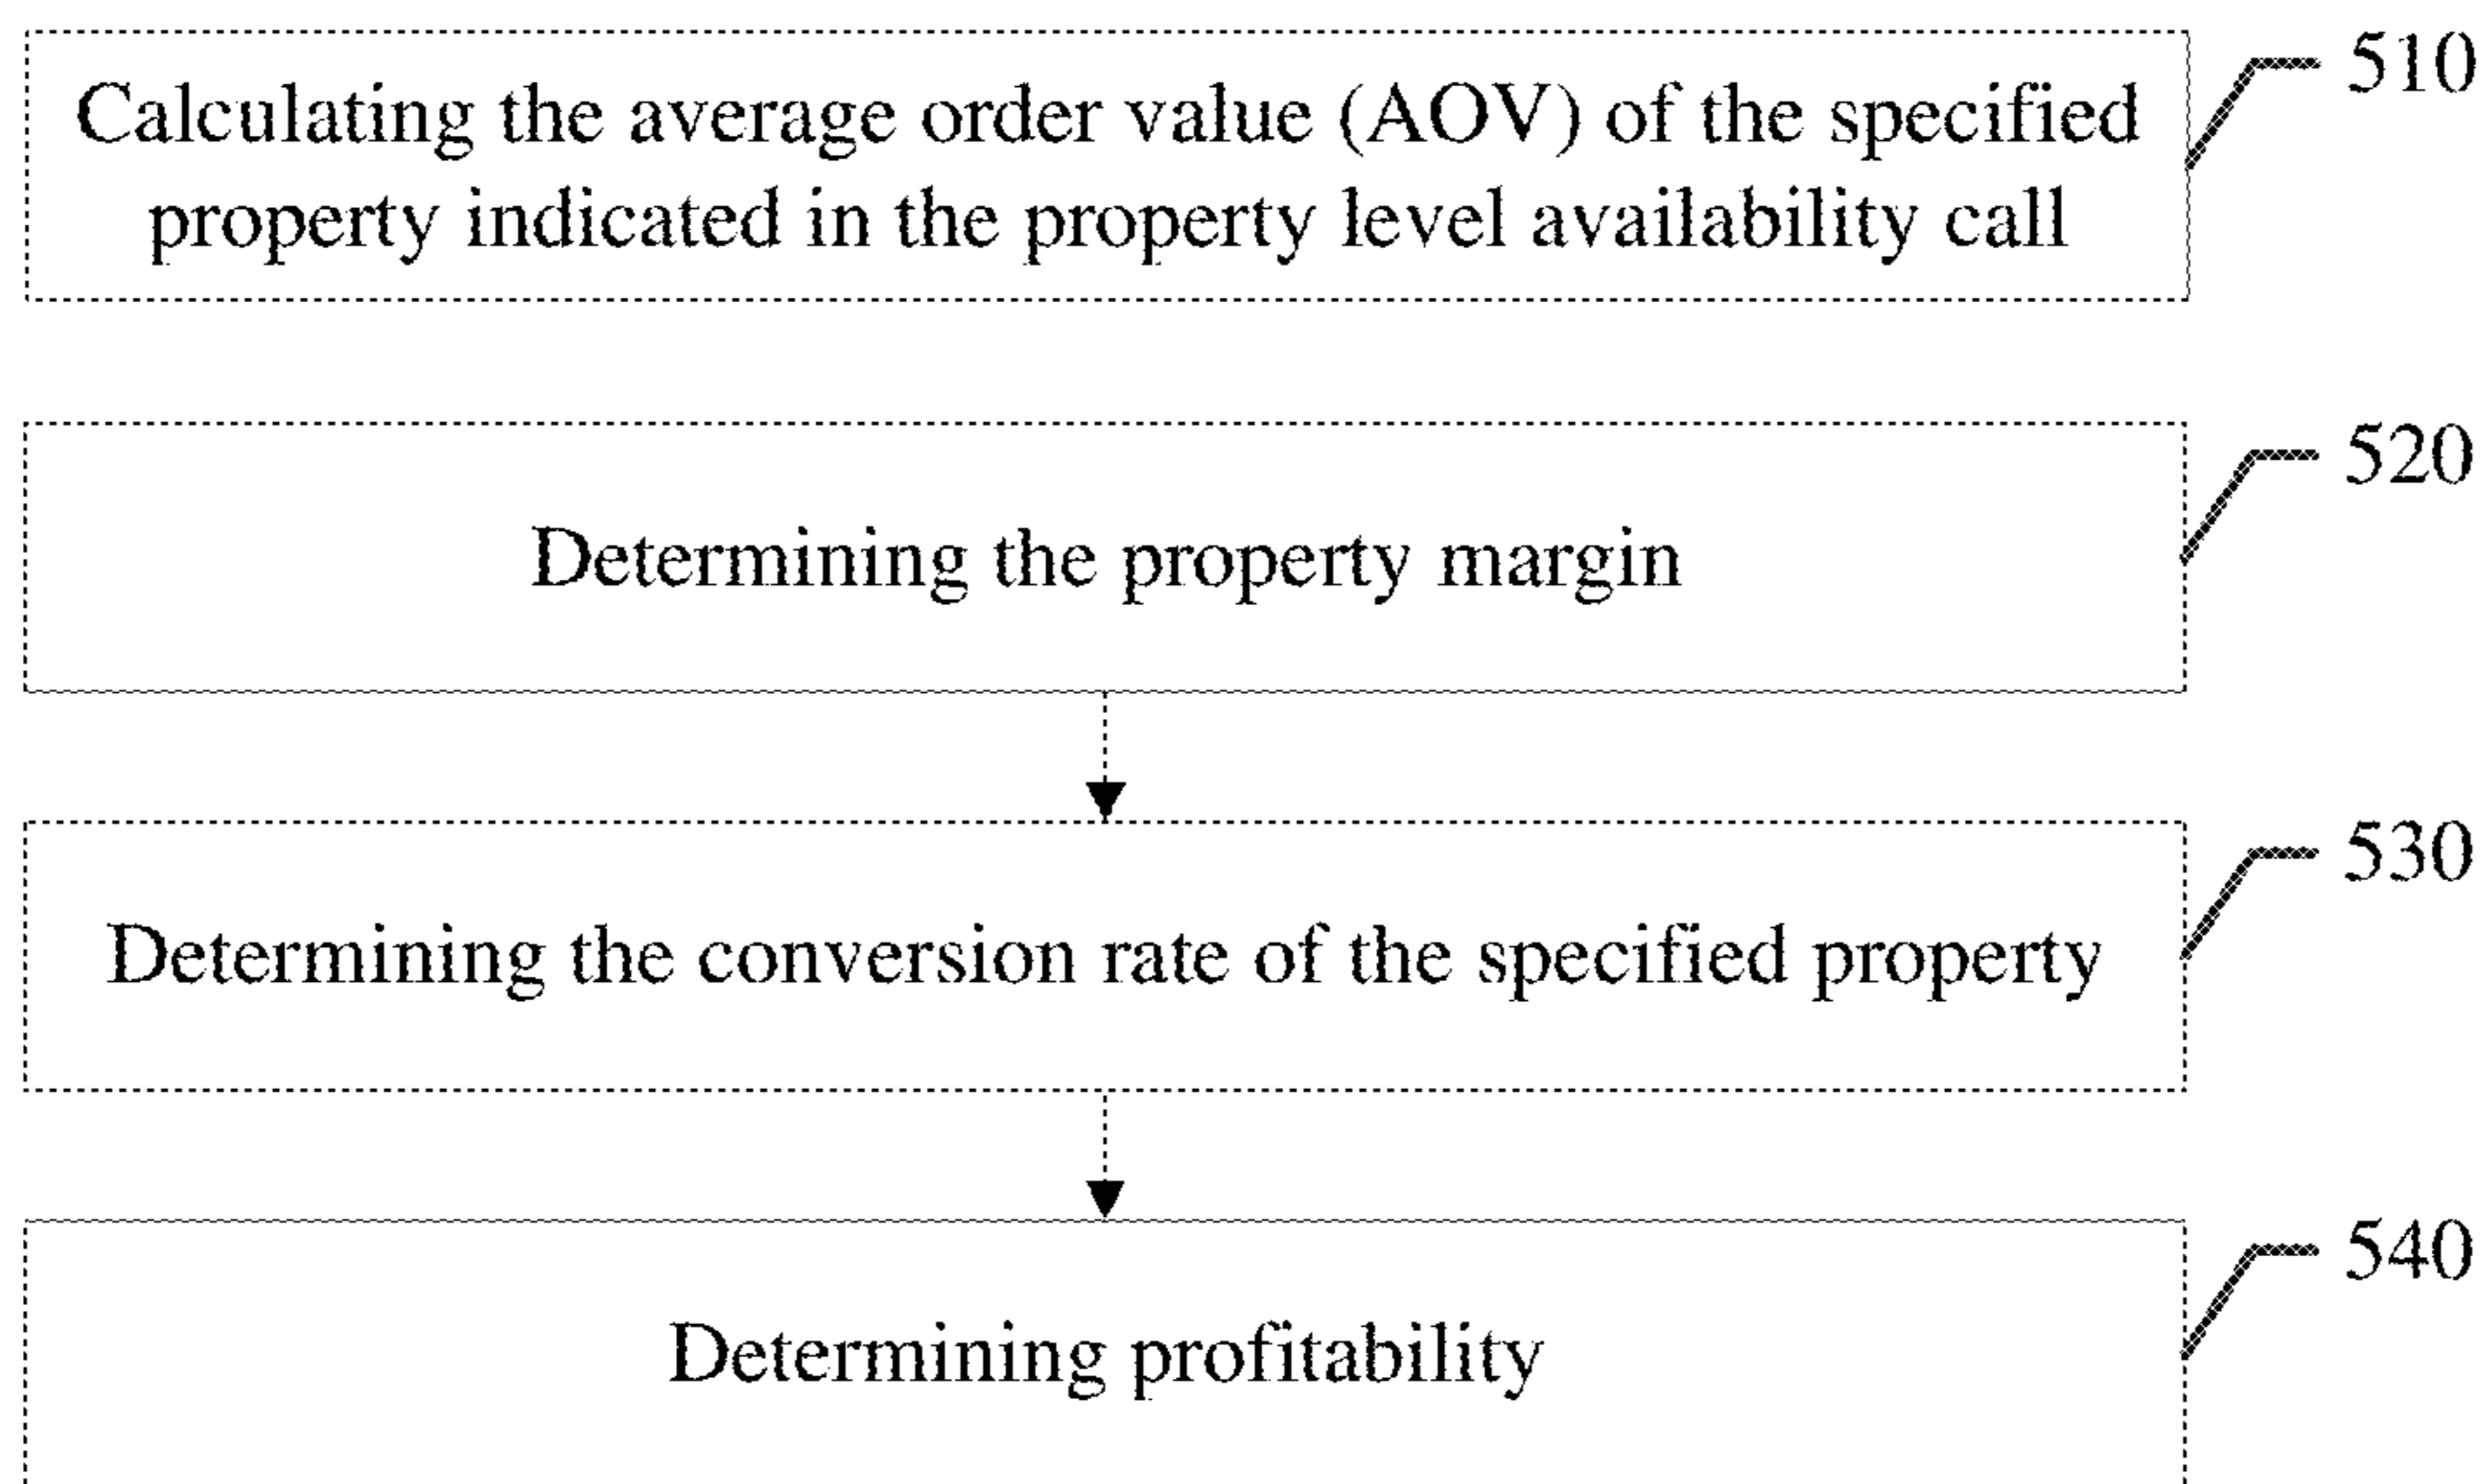 510
Calculating the average order value (AOV) of the specified
property indicated in the property level availability call
520
Determining the property margin
530
Determining the conversion rate of the specified property
540
Determining profitability